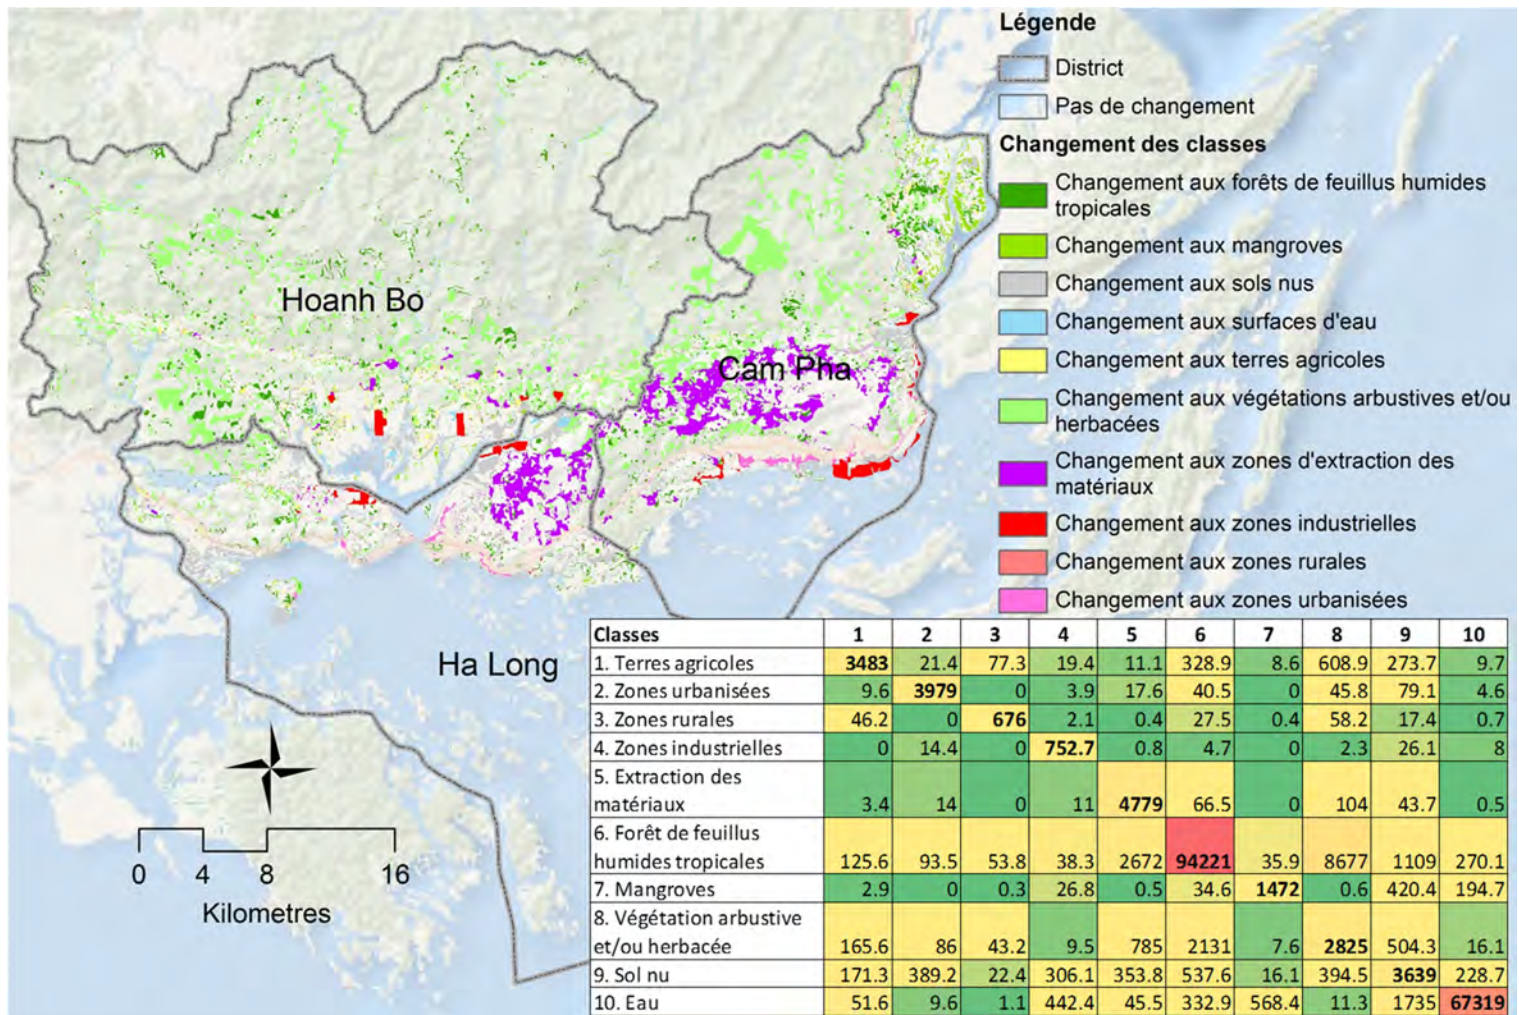 Légende
District
Pas de changement
Changement des classes
Changement aux forêts de feuillus humides
tropicales
Changement aux mangroves
Changement aux sols nus
Changement aux surfaces d'eau
Changement aux terres agricoles
Changement aux végétations arbustives et/ou
herbacées
Changement aux zones d'extraction des
matériaux
Changement aux zones industrielles
Changement aux zones rurales
Changement aux zones urbanisées
Hoanh Bo
Cam Pha
Ha Long
0 4 8 16
Kilometres
Classes 1 2 3 4 5 6 7 8 9 10
1. Terres agricoles 3483 21.4 77.3 19.4 11.1 328.9 8.6 608.9 273.7 9.7
2. Zones urbanisées 9.6 3979 0 3.9 17.6 40.5 0 45.8 79.1 4.6
3. Zones rurales 46.2 0 676 2.1 0.4 27.5 0.4 58.2 17.4 0.7
4. Zones industrielles 0 14.4 0 752.7 0.8 4.7 0 2.3 26.1 8
5. Extraction des
matériaux 3.4 14 0 11 4779 66.5 0 104 43.7 0.5
6. Forêt de feuillus
humides tropicales 125.6 93.5 53.8 38.3 2672 94221 35.9 8677 1109 270.1
7. Mangroves 2.9 0 0.3 26.8 0.5 34.6 1472 0.6 420.4 194.7
8. Végétation arbustive
et/ou herbacée 165.6 86 43.2 9.5 785 2131 7.6 2825 504.3 16.1
9. Sol nu 171.3 389.2 22.4 306.1 353.8 537.6 16.1 394.5 3639 228.7
10. Eau 51.6 9.6 1.1 442.4 45.5 332.9 568.4 11.3 1735 67319